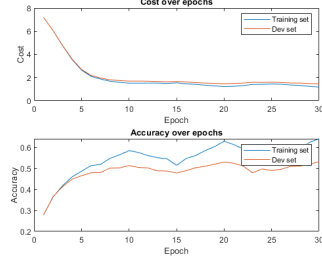 Cost over epochs
8
6
4
2
0
Cost
Training set
Dev set
0 5 10 15 20 25 30
Epoch
Accuracy over epochs
0.6
0.5
0.4
0.3
0.2
Accuracy
Training set
Dev set
0 5 10 15 20 25 30
Epoch